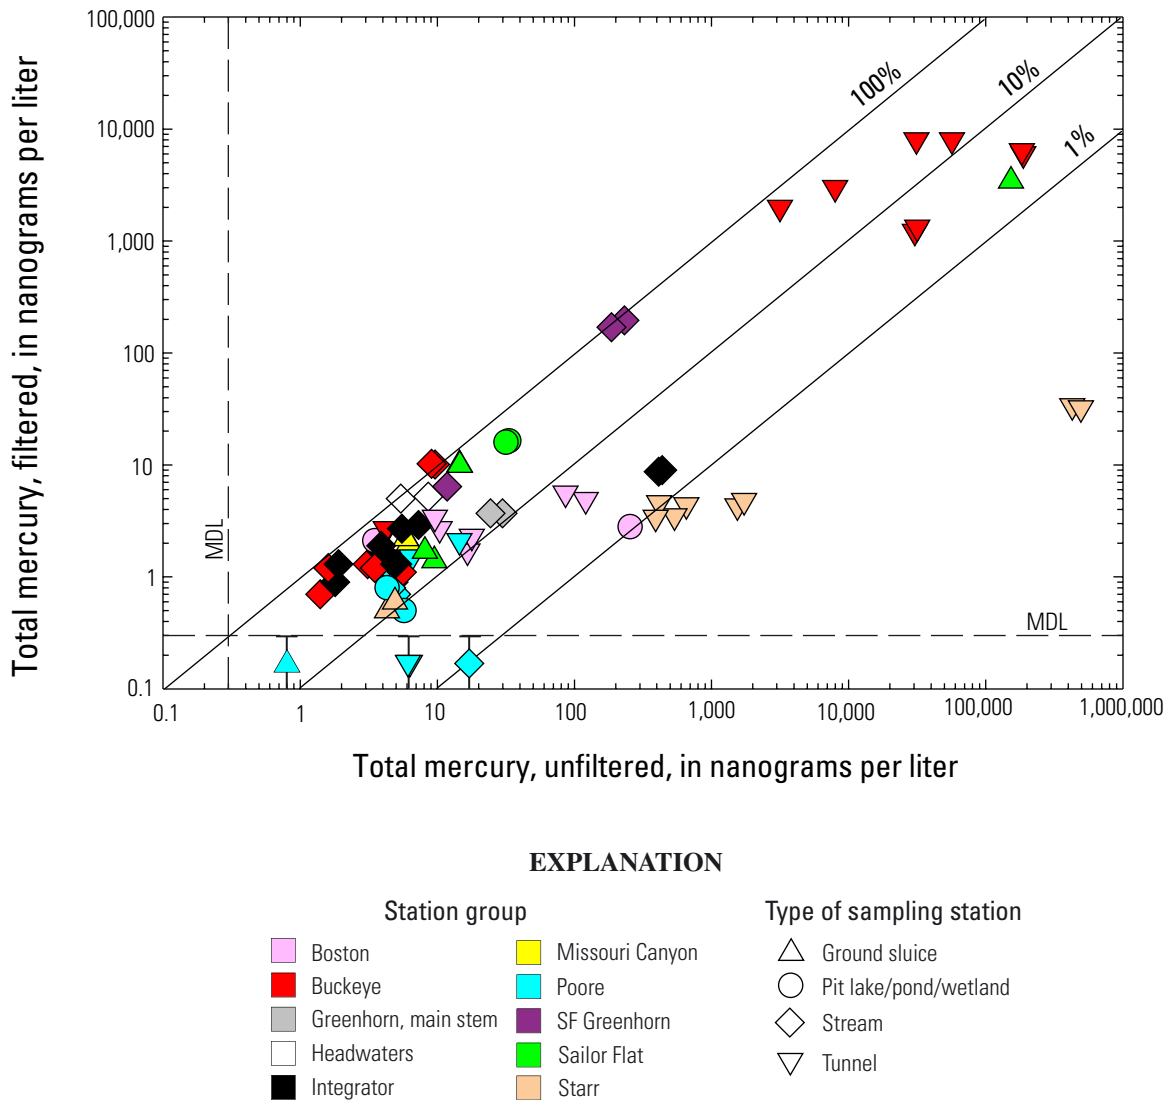 Total mercury, filtered, in nanograms per liter
100,000
10,000
1,000
100
10
1
0.1
100%
10%
1%
MDL
MDL
0.1
1
10
100
1,000
10,000
100,000
1,000,000
Total mercury, unfiltered, in nanograms per liter
EXPLANATION
Station group
Boston
Buckeye
Greenhorn, main stem
Headwaters
Integrator
Missouri Canyon
Poore
SF Greenhorn
Sailor Flat
Starr
Type of sampling station
Ground sluice
Pit lake/pond/wetland
Stream
Tunnel